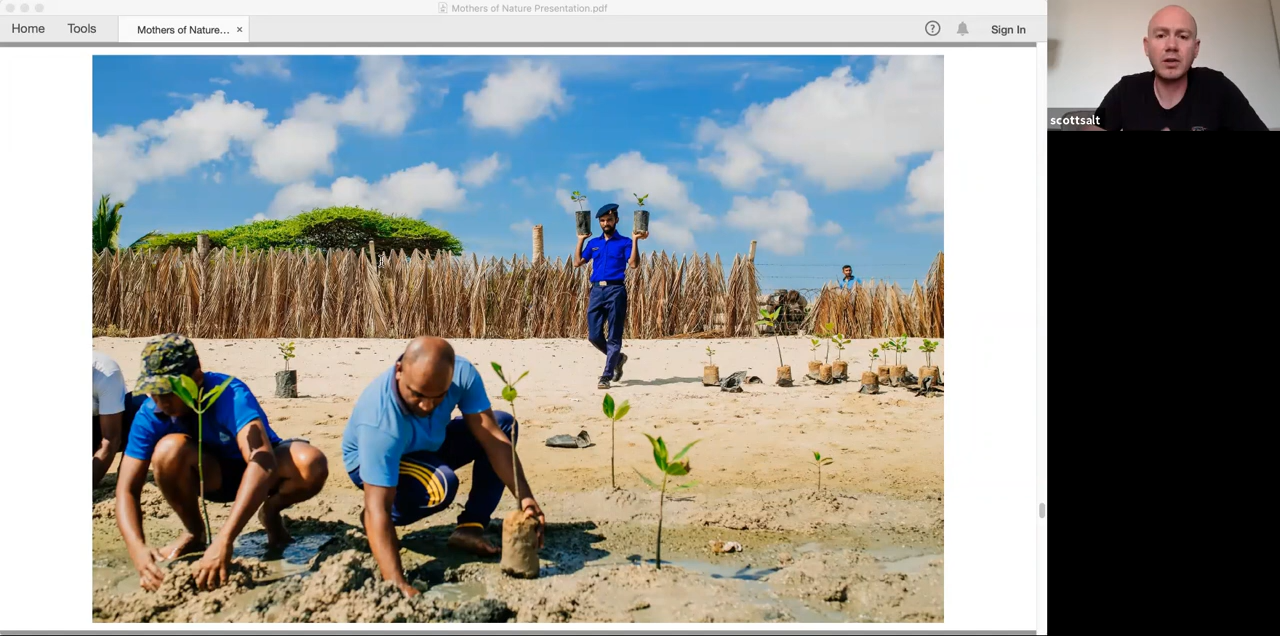 Mothers of Nature Presentation.pdf
Home
Tools
Mothers of Nature...
×
?
Sign In
scottsalt